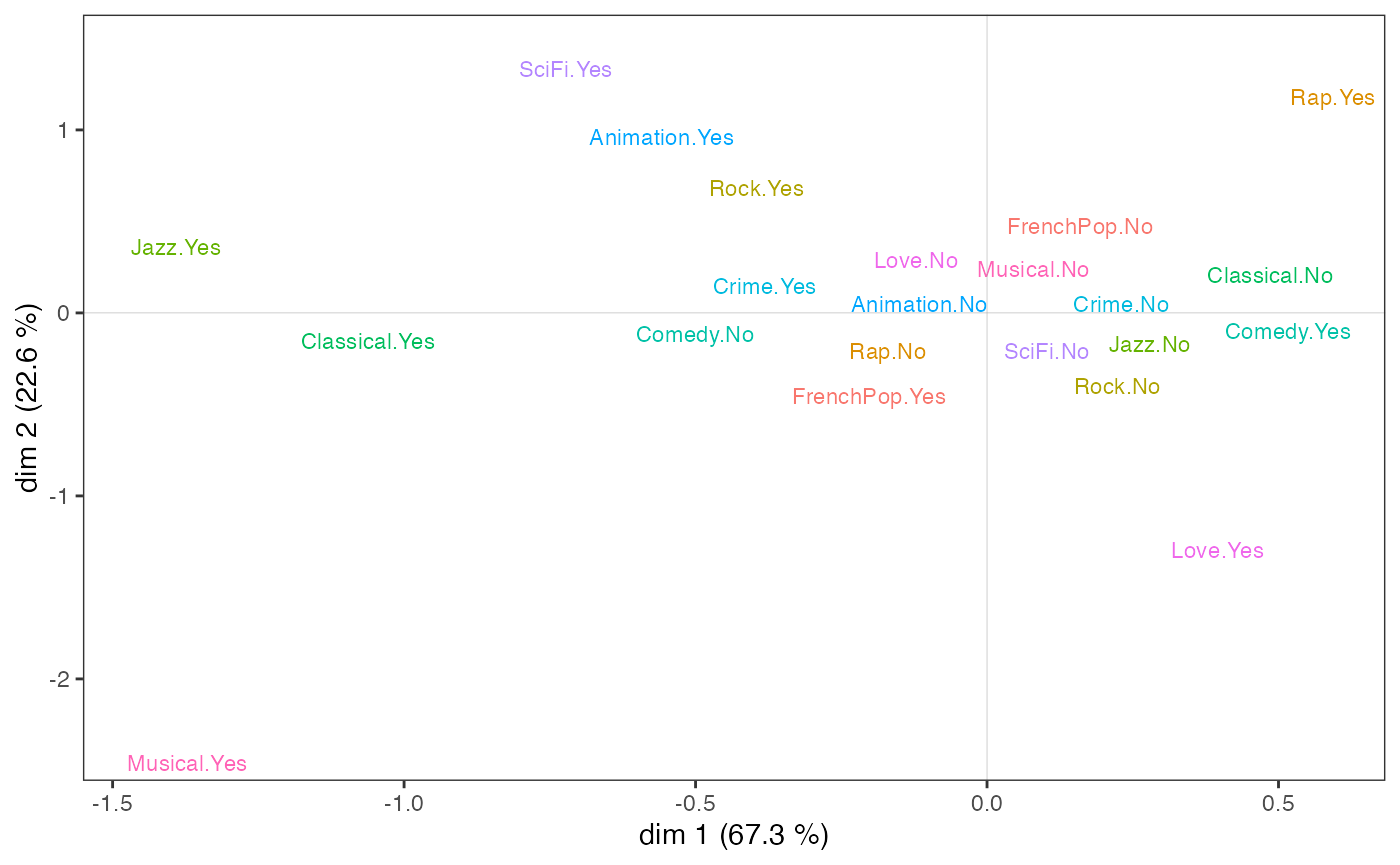 SciFi.Yes
Rap.Yes
1
Animation.Yes
Rock.Yes
FrenchPop.No
Jazz.Yes
Love.No
Musical.No
Classical.No
Crime.Yes
Animation.No
Crime.No
0
Classical.Yes
Comedy.No
Comedy.Yes
Rap.No
SciFi.No
Jazz.No
Rock.No
FrenchPop.Yes
dim 2 (22.6 %)
-1
Love.Yes
-2
Musical.Yes
-1.5 -1.0 -0.5 0.0 0.5
dim 1 (67.3 %)